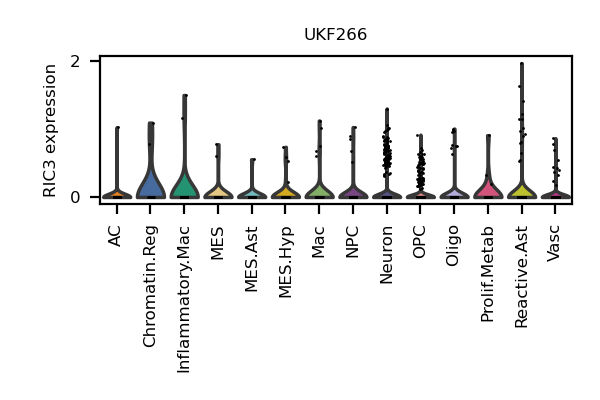 UKF266
RIC3 expression
2
0
AC
Chromatin.Reg
Inflammatory.Mac
MES
MES.Ast
MES.Hyp
Mac
NPC
Neuron
OPC
Oligo
Prolif.Metab
Reactive.Ast
Vasc